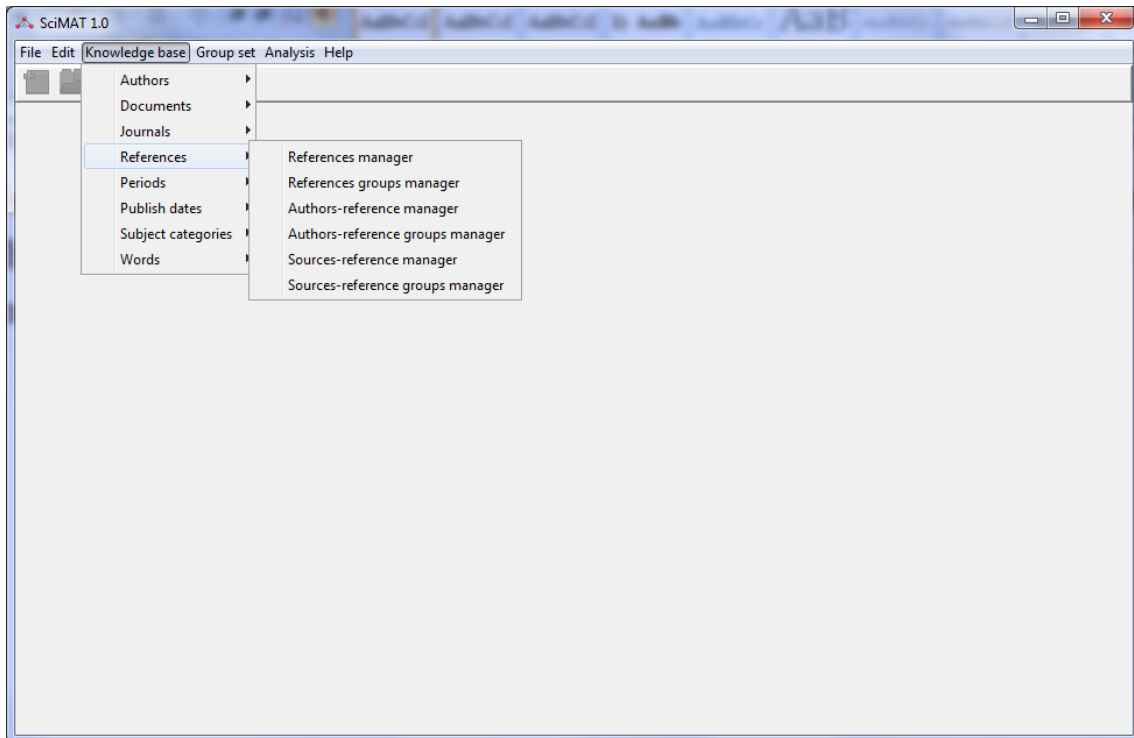 SciMAT 1.0
File Edit Knowledge base Group set Analysis Help
Authors
Documents
Journals
References
Periods
Publish dates
Subject categories
Words
References manager
References groups manager
Authors-reference manager
Authors-reference groups manager
Sources-reference manager
Sources-reference groups manager